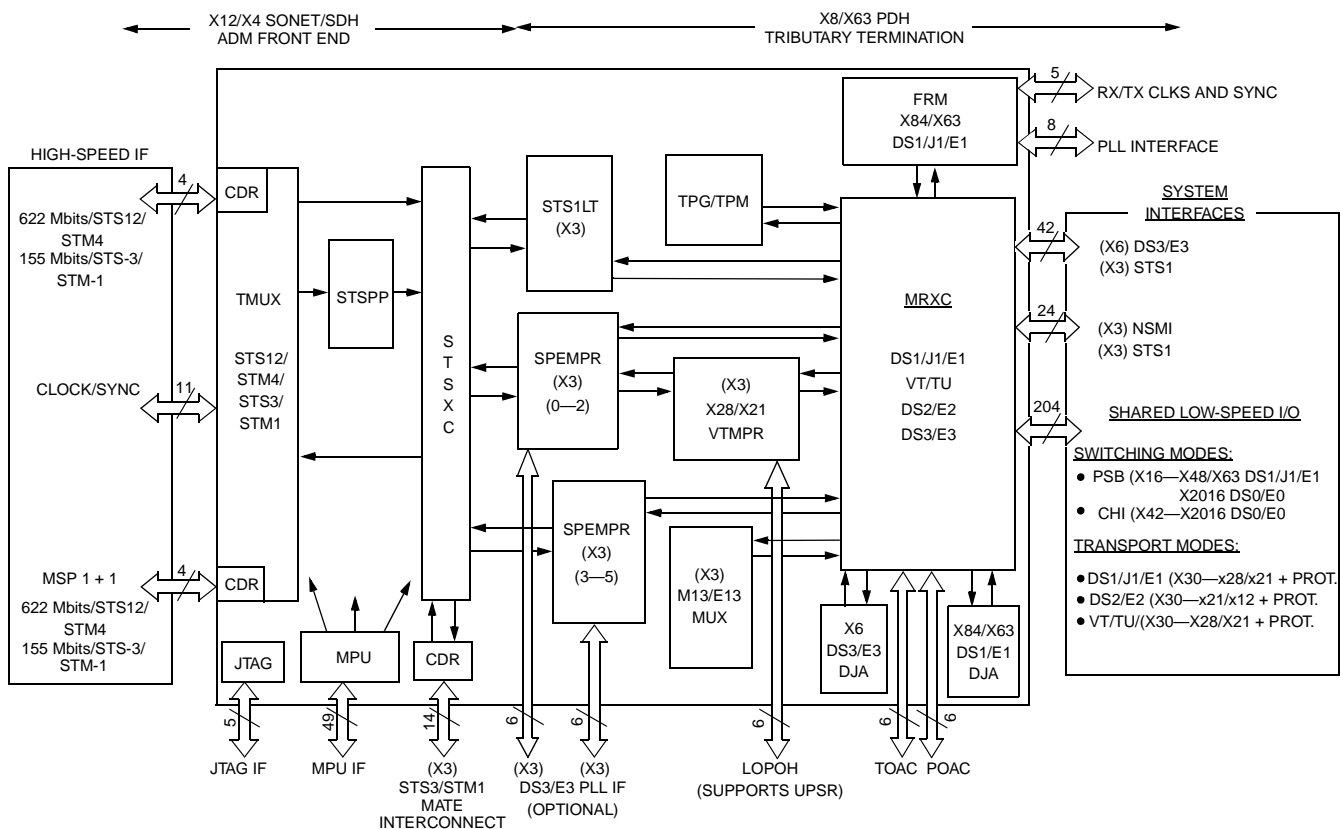 X12/X4 SONET/SDH
ADM FRONT END
X8/X63 PDH
TRIBUTARY TERMINATION
HIGH-SPEED IF
4
622 Mbits/STS12/
STM4
155 Mbits/STS-3/
STM-1
CLOCK/SYNC
11
MSP 1 + 1
4
622 Mbits/STS12/
STM4
155 Mbits/STS-3/
STM-1
CDR
TMUX
STS12/
STM4/
STS3/
STM1
CDR
STSPP
S
T
S
X
C
STS1LT
(X3)
TPG/TPM
FRM
X84/X63
DS1/J1/E1
SPEMPR
(X3)
(0—2)
(X3)
X28/X21
VTMPR
MRXC
DS1/J1/E1
VT/TU
DS2/E2
DS3/E3
SPEMPR
(X3)
(3—5)
(X3)
M13/E13
MUX
X6
DS3/E3
DJA
X84/X63
DS1/E1
DJA
JTAG
MPU
CDR
5
RX/TX CLKS AND SYNC
8
PLL INTERFACE
SYSTEM
INTERFACES
42
(X6) DS3/E3
(X3) STS1
24
(X3) NSMI
(X3) STS1
204
SHARED LOW-SPEED I/O
SWITCHING MODES:
● PSB (X16—X48/X63 DS1/J1/E1
X2016 DS0/E0
● CHI (X42—X2016 DS0/E0
TRANSPORT MODES:
● DS1/J1/E1 (X30—x28/x21 + PROT.
● DS2/E2 (X30—x21/x12 + PROT.
● VT/TU/(X30—X28/X21 + PROT.
5
49
14
6
6
6
6
6
JTAG IF
MPU IF
(X3)
STS3/STM1
MATE
INTERCONNECT
(X3)
(X3)
DS3/E3 PLL IF
(OPTIONAL)
LOPOH
(SUPPORTS UPSR)
TOAC
POAC